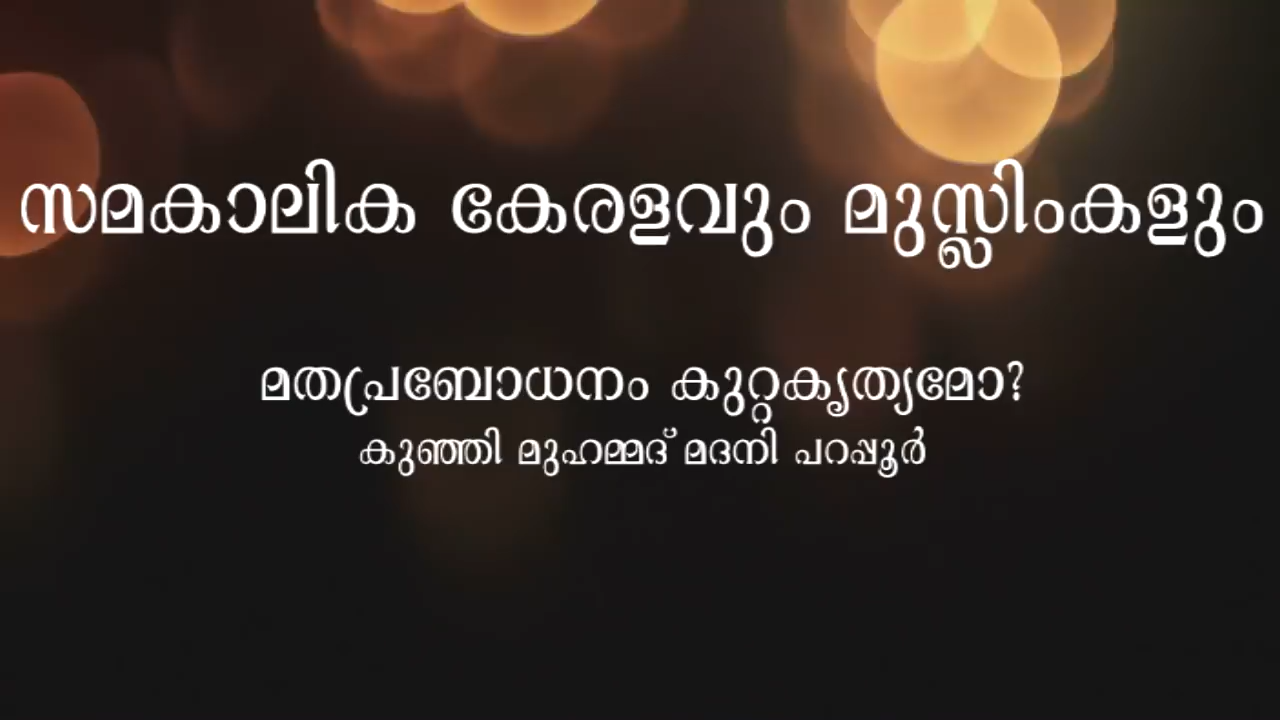 സമകാലിക കേരളവും മുസ്ലിംകളും
മതപ്രബോധനം കുറ്റകൃത്യമോ?
കുഞ്ഞി മുഹമ്മദ് മദനി പറപ്പൂർ